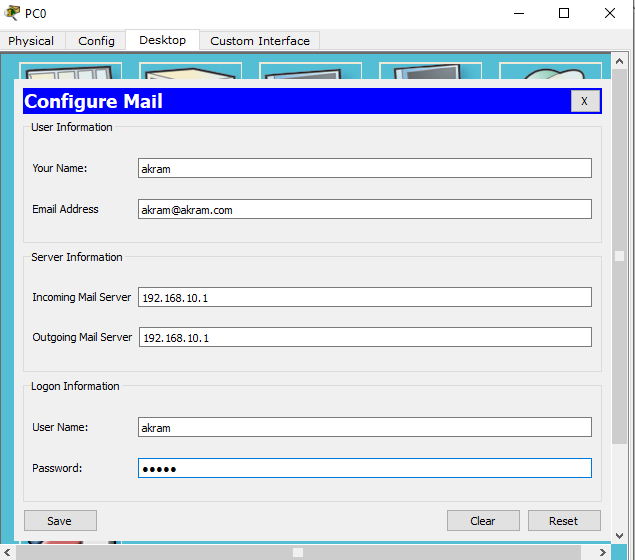 PC0
Physical Config Desktop Custom Interface
Configure Mail X
User Information
Your Name: akram
Email Address akram@akram.com
Server Information
Incoming Mail Server 192.168.10.1
Outgoing Mail Server 192.168.10.1
Logon Information
User Name: akram
Password: •••••
Save Clear Reset